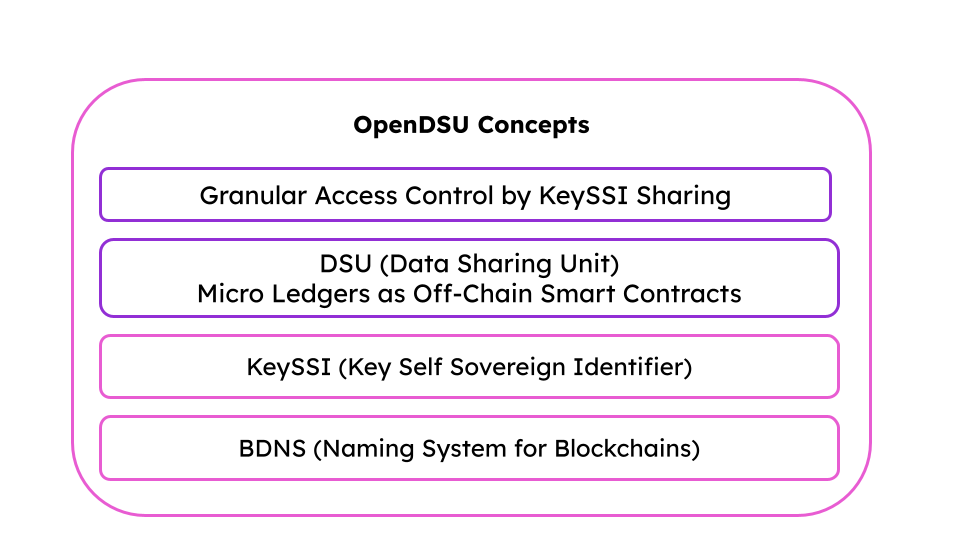 OpenDSU Concepts
Granular Access Control by KeySSI Sharing
DSU (Data Sharing Unit)
Micro Ledgers as Off-Chain Smart Contracts
KeySSI (Key Self Sovereign Identifier)
BDNS (Naming System for Blockchains)